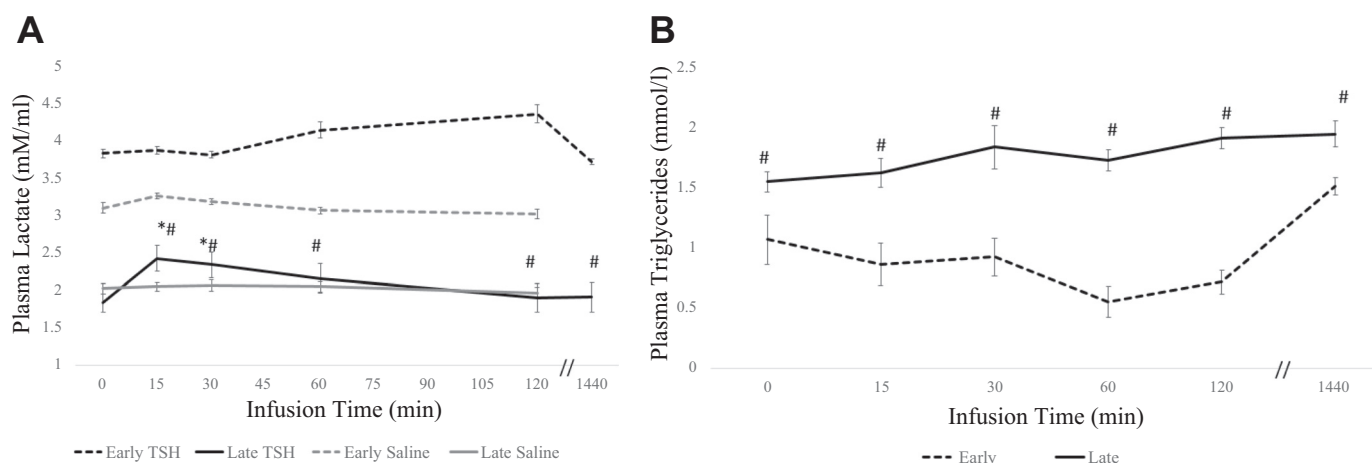 A
Plasma Lactate (mM/ml)
5
4.5
4
3.5
3
2.5
2
1.5
1
*#
*#
#
#
#
//
0 15 30 45 60 75 90 105 120 1440
Infusion Time (min)
Early TSH Late TSH Early Saline Late Saline
B
Plasma Triglycerides (mmol/l)
2.5
2
1.5
1
0.5
0
#
#
#
#
#
#
//
0 15 30 60 120 1440
Infusion Time (min)
Early Late